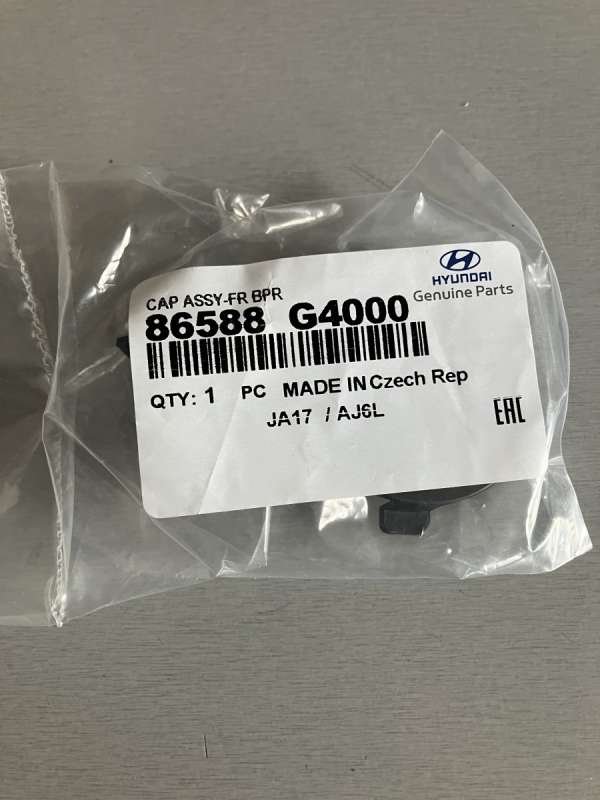 HYUNDAI
Genuine Parts
CAP ASSY-FR BPR
86588 G4000
QTY: 1 PC MADE IN Czech Rep
JA17 / AJ6L
EAC